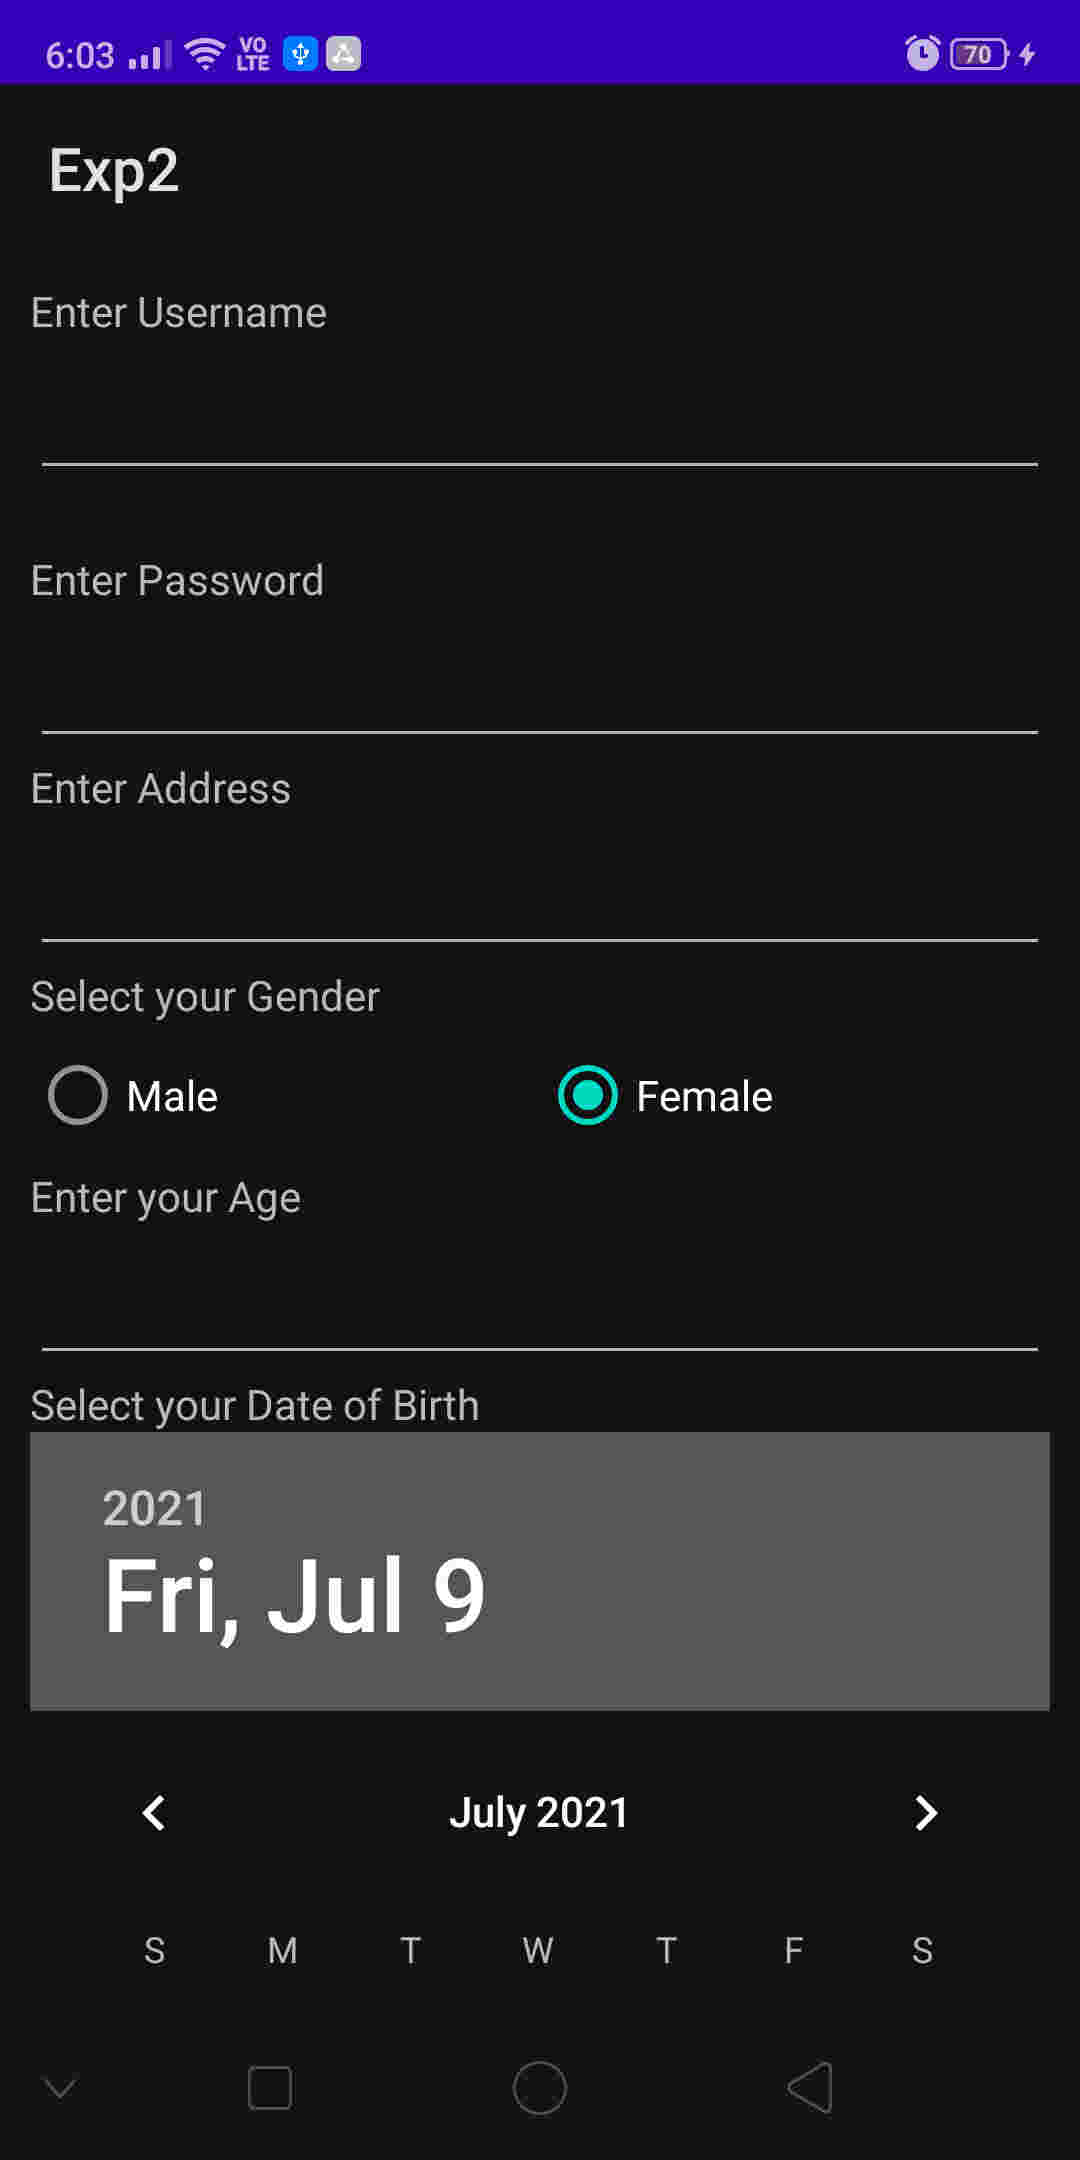 6:03 VO LTE 70
Exp2
Enter Username
Enter Password
Enter Address
Select your Gender
Male Female
Enter your Age
Select your Date of Birth
2021
Fri, Jul 9
July 2021
S M T W T F S